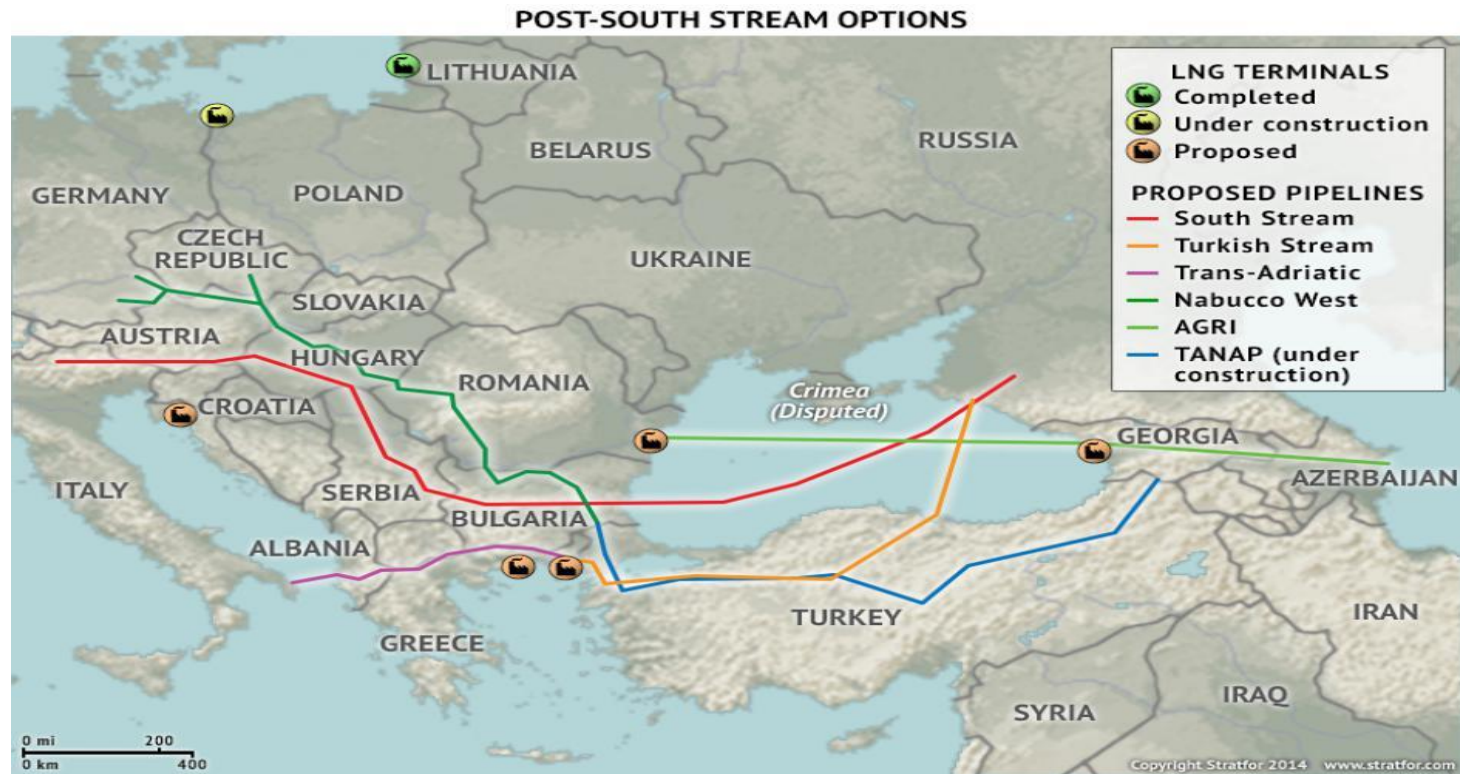 POST-SOUTH STREAM OPTIONS
LITHUANIA
BELARUS
RUSSIA
GERMANY
POLAND
CZECH
REPUBLIC
UKRAINE
SLOVAKIA
AUSTRIA
HUNGARY
ROMANIA
Crimea
(Disputed)
CROATIA
GEORGIA
ITALY
SERBIA
AZERBAIJAN
BULGARIA
ALBANIA
TURKEY
IRAN
GREECE
SYRIA
IRAQ
LNG TERMINALS
Completed
Under construction
Proposed
PROPOSED PIPELINES
South Stream
Turkish Stream
Trans-Adriatic
Nabucco West
AGRI
TANAP (under
construction)
0 mi 200
0 km 400
Copyright Stratfor 2014 www.stratfor.com